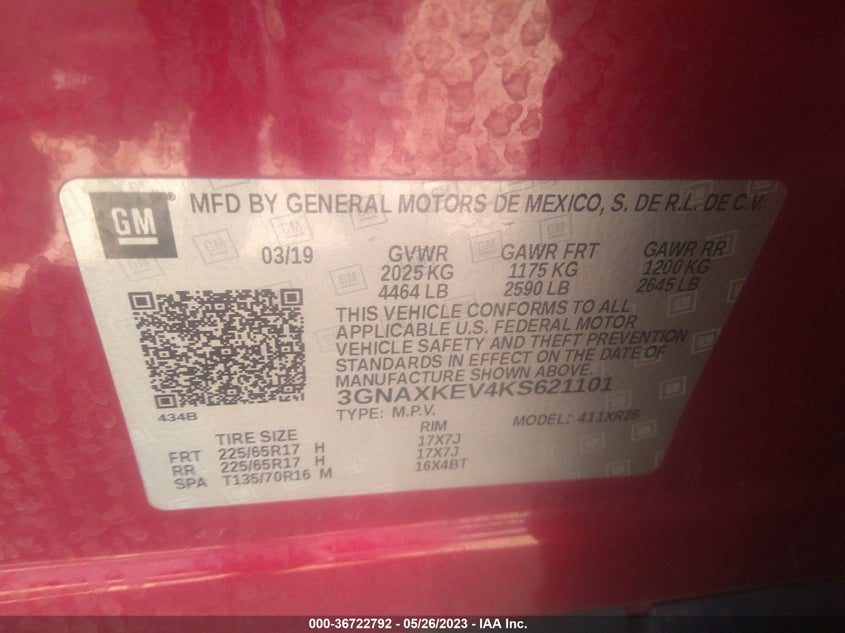 GM
MFD BY GENERAL MOTORS DE MEXICO, S. DE R.L. DE C.V.
03/19 GVWR GAWR FRT GAWR RR
2025 KG 1175 KG 1200 KG
4464 LB 2590 LB 2645 LB
THIS VEHICLE CONFORMS TO ALL
APPLICABLE U.S. FEDERAL MOTOR
VEHICLE SAFETY AND THEFT PREVENTION
STANDARDS IN EFFECT ON THE DATE OF
MANUFACTURE SHOWN ABOVE.
3GNAXKEV4KS621101
434B
TYPE: M.P.V. MODEL: 411XR26
TIRE SIZE RIM
FRT 225/65R17 H 17X7J
RR 225/65R17 H 17X7J
SPA T135/70R16 M 16X4BT
000-36722792 - 05/26/2023 - IAA Inc.